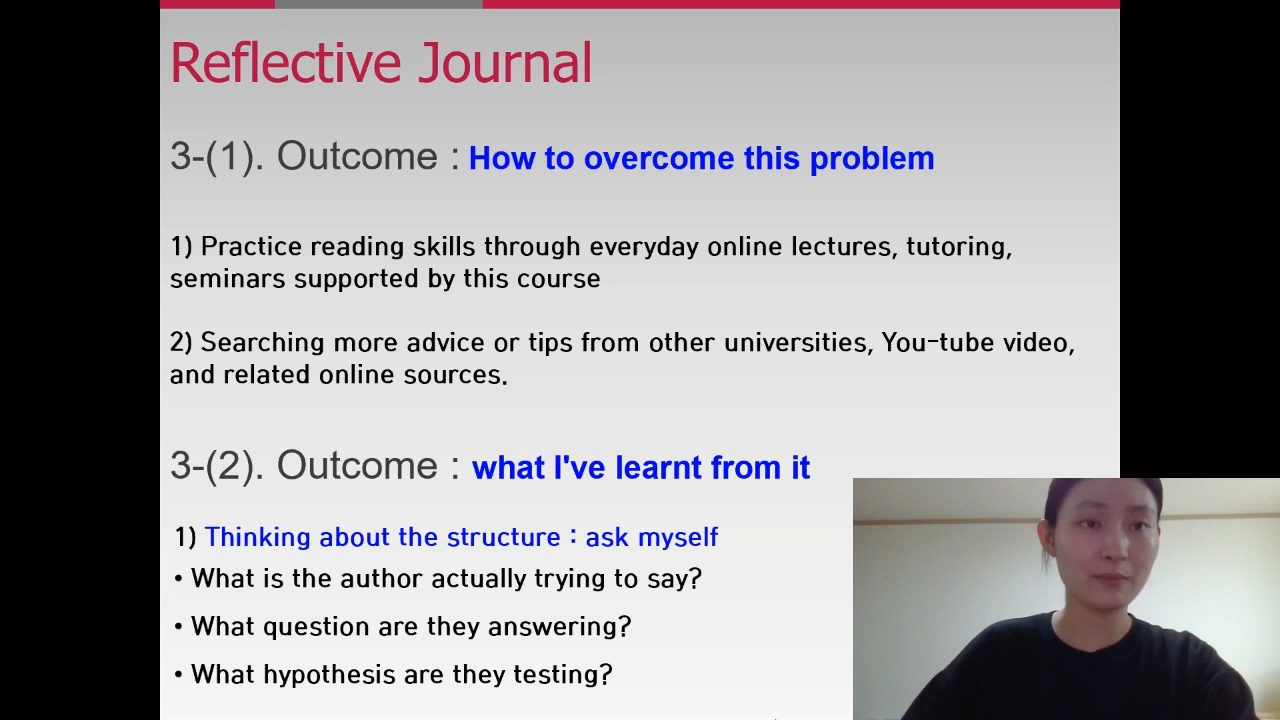 Reflective Journal
3-(1). Outcome : How to overcome this problem
1) Practice reading skills through everyday online lectures, tutoring,
seminars supported by this course
2) Searching more advice or tips from other universities, You-tube video,
and related online sources.
3-(2). Outcome : what I've learnt from it
1) Thinking about the structure : ask myself
• What is the author actually trying to say?
• What question are they answering?
• What hypothesis are they testing?